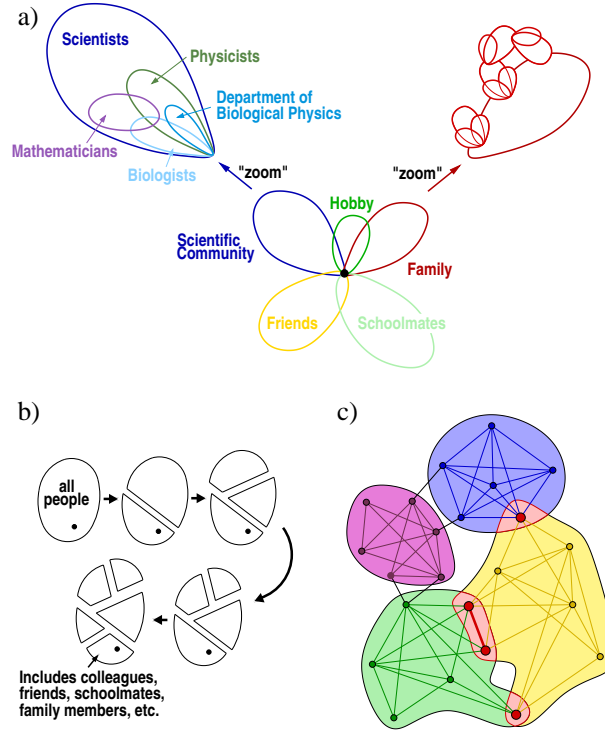 a)
Scientists
Physicists
Department of
Biological Physics
Mathematicians
Biologists
"zoom"
"zoom"
Hobby
Scientific
Community
Family
Friends
Schoolmates
b)
all
people
Includes colleagues,
friends, schoolmates,
family members, etc.
c)